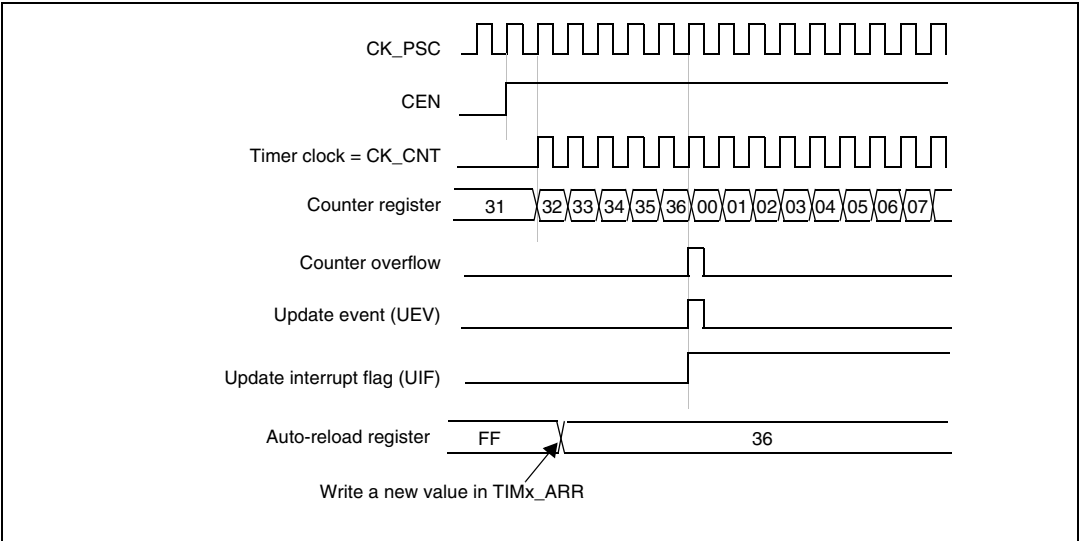 CK_PSC
CEN
Timer clock = CK_CNT
Counter register 31 32 33 34 35 36 00 01 02 03 04 05 06 07
Counter overflow
Update event (UEV)
Update interrupt flag (UIF)
Auto-reload register FF 36
Write a new value in TIMx_ARR